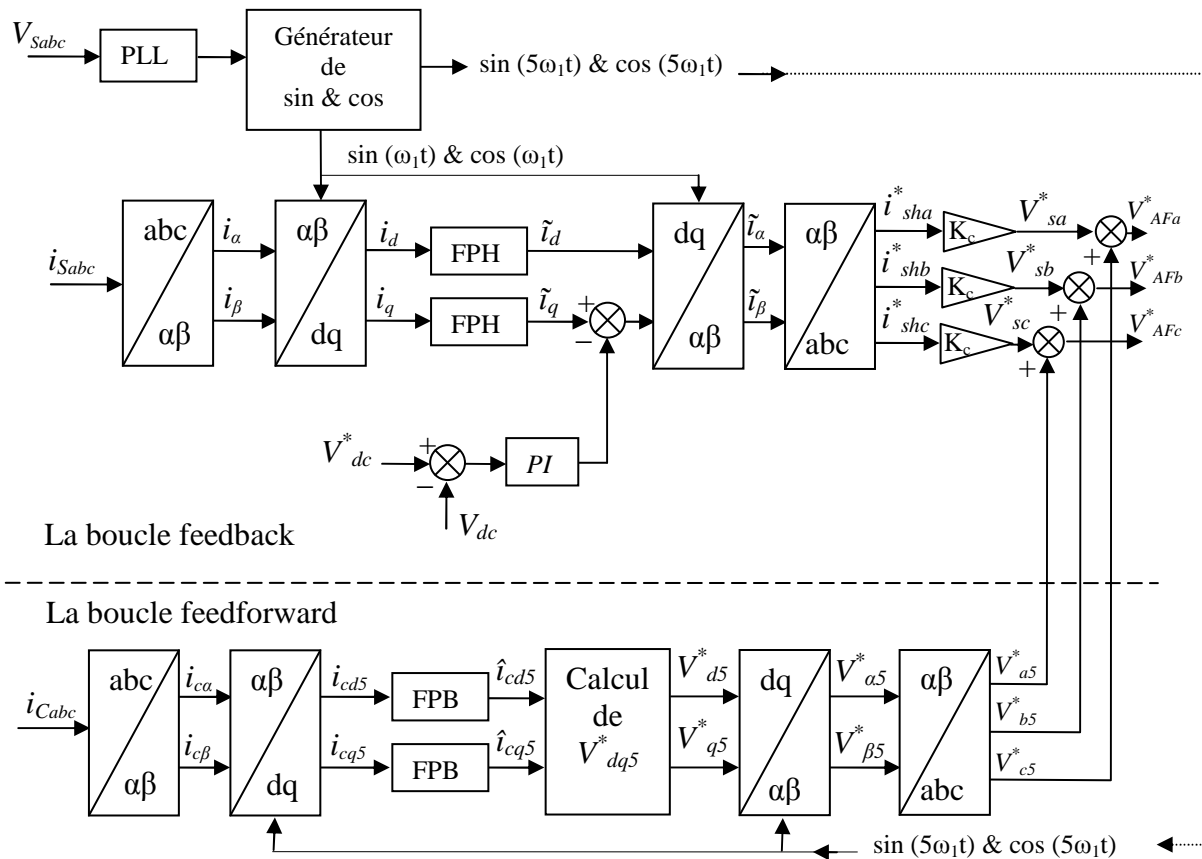 V_Sabc
PLL
Générateur
de
sin & cos
sin (5ω₁t) & cos (5ω₁t)
sin (ω₁t) & cos (ω₁t)
i_Sabc
abc
αβ
i_α
i_β
αβ
dq
i_d
i_q
FPH
FPH
ĩ_d
ĩ_q
+
−
dq
αβ
ĩ_α
ĩ_β
αβ
abc
i*_sha
i*_shb
i*_shc
K_c
K_c
K_c
V*_sa
V*_sb
V*_sc
+
+
+
V*_AFa
V*_AFb
V*_AFc
V*_dc
+
−
PI
V_dc
La boucle feedback
La boucle feedforward
i_Cabc
abc
αβ
i_cα
i_cβ
αβ
dq
i_cd5
i_cq5
FPB
FPB
î_cd5
î_cq5
Calcul
de
V*_dq5
V*_d5
V*_q5
dq
αβ
V*_α5
V*_β5
αβ
abc
V*_a5
V*_b5
V*_c5
sin (5ω₁t) & cos (5ω₁t)